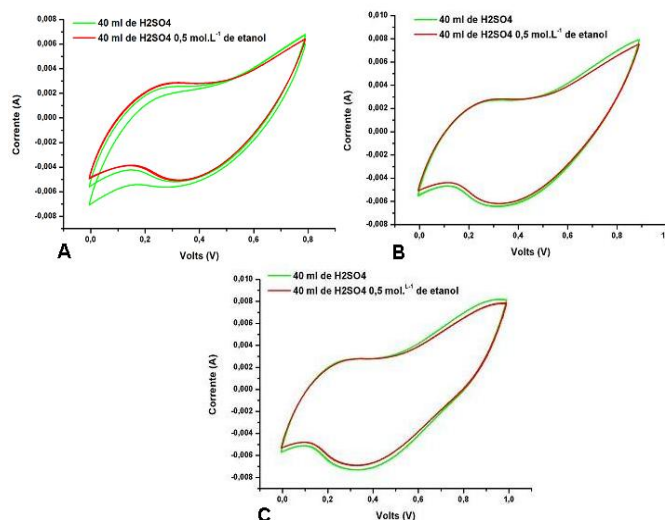 40 ml de H2SO4
40 ml de H2SO4 0,5 mol.L⁻¹ de etanol
Corrente (A)
0,008
0,006
0,004
0,002
0,000
-0,002
-0,004
-0,006
-0,008
0,0 0,2 0,4 0,6 0,8
Volts (V)
A
40 ml de H2SO4
40 ml de H2SO4 0,5 mol.L⁻¹ de etanol
Corrente (A)
0,010
0,008
0,006
0,004
0,002
0,000
-0,002
-0,004
-0,006
-0,008
0,0 0,2 0,4 0,6 0,8 1
Volts (V)
B
40 ml de H2SO4
40 ml de H2SO4 0,5 mol.ᴸ⁻¹ de etanol
Corrente (A)
0,010
0,008
0,006
0,004
0,002
0,000
-0,002
-0,004
-0,006
-0,008
0,0 0,2 0,4 0,6 0,8 1,0
Volts (V)
C